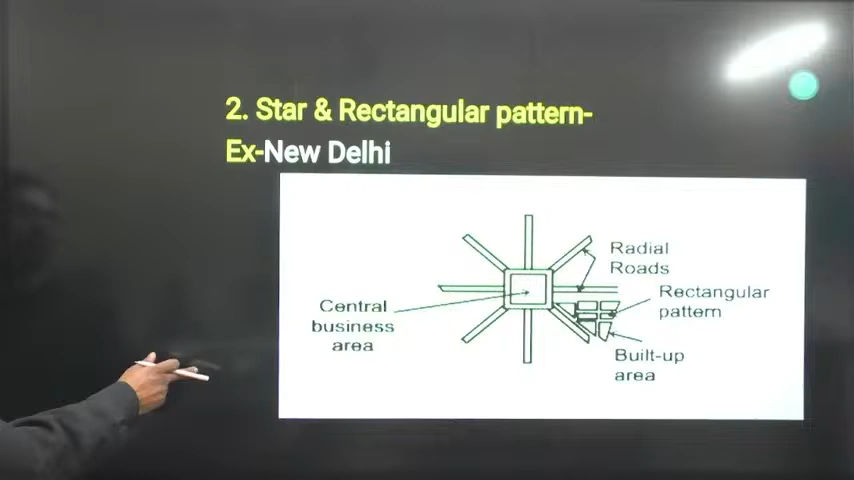 2. Star & Rectangular pattern-
Ex-New Delhi
Radial
Roads
Rectangular
pattern
Central
business
area
Built-up
area